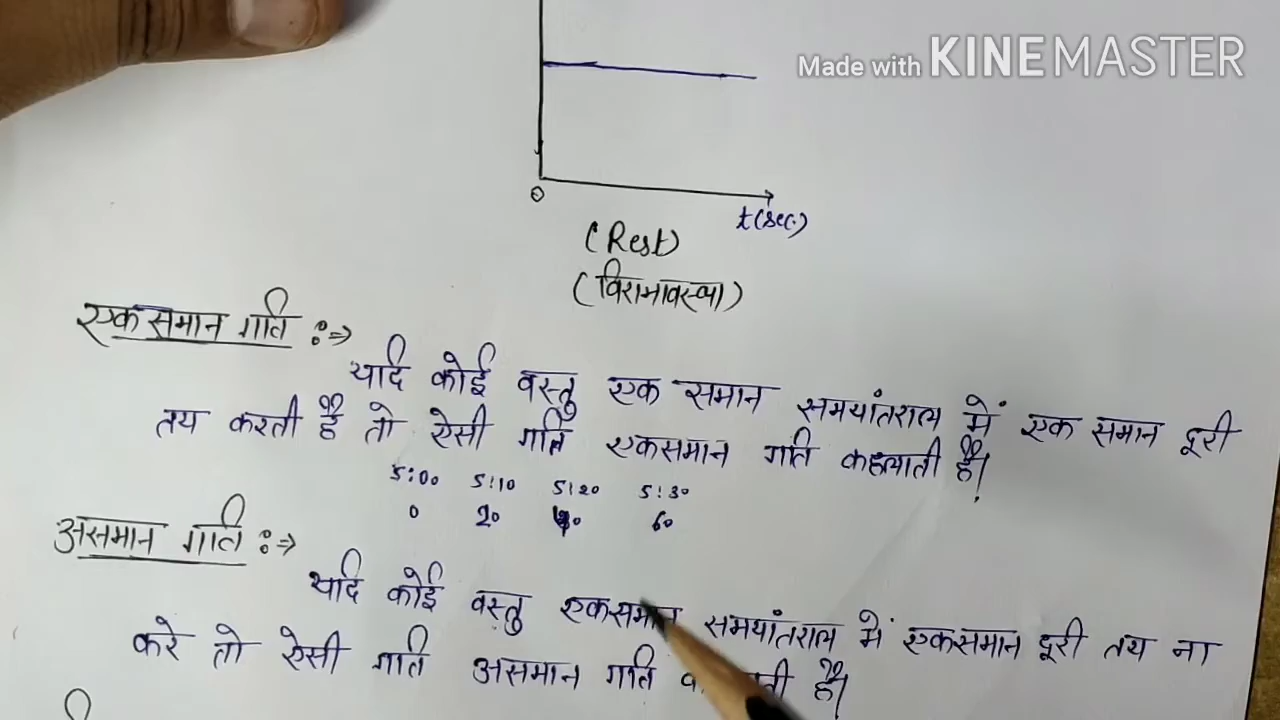 Made with KINEMASTER
0
t(sec.)
(Rest)
(विरामावस्था)
एकसमान गति :⇒
यदि कोई वस्तु एक समान समयांतराल में एक समान दूरी
तय करती है तो ऐसी गति एकसमान गति कहलाती है।
5:00 5:10 5:20 5:30
0 20 40 60
असमान गति :⇒
यदि कोई वस्तु एकसमान समयांतराल में एकसमान दूरी तय ना
करे तो ऐसी गति असमान गति है।